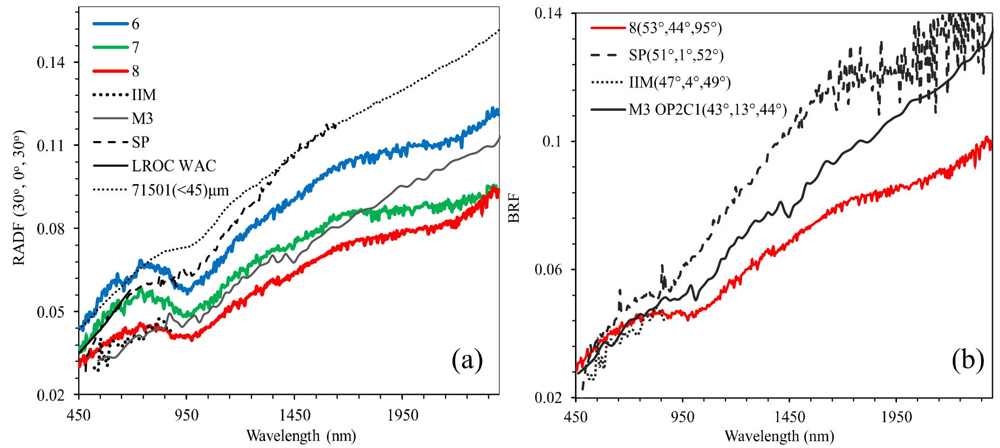 6
7
8
IIM
M3
SP
LROC WAC
71501(<45)μm
0.14
0.11
0.08
0.05
0.02
RADF (30°, 0°, 30°)
450
950
1450
1950
Wavelength (nm)
(a)
8(53°,44°,95°)
SP(51°,1°,52°)
IIM(47°,4°,49°)
M3 OP2C1(43°,13°,44°)
0.14
0.1
0.06
0.02
BRF
450
950
1450
1950
Wavelength (nm)
(b)